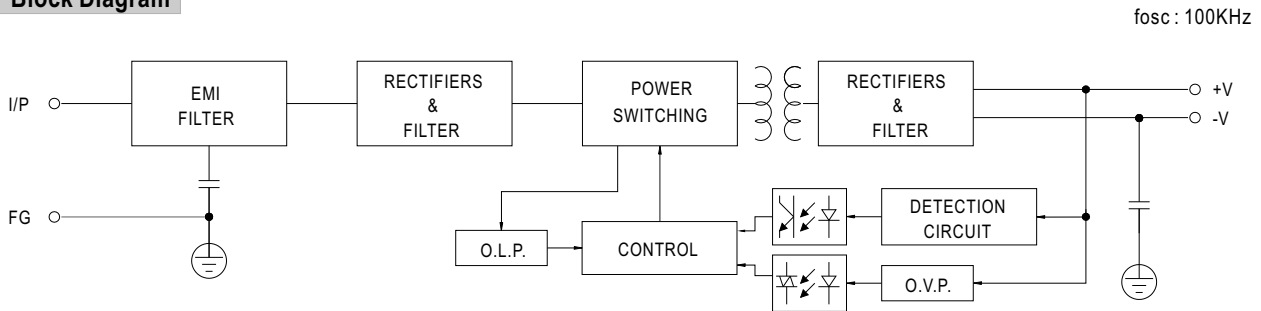 Block Diagram
fosc : 100KHz
I/P
EMI
FILTER
RECTIFIERS
&
FILTER
POWER
SWITCHING
RECTIFIERS
&
FILTER
+V
-V
FG
O.L.P.
CONTROL
DETECTION
CIRCUIT
O.V.P.